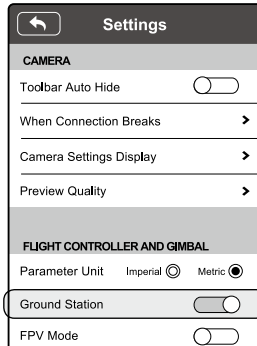 Settings
CAMERA
Toolbar Auto Hide
When Connection Breaks
Camera Settings Display
Preview Quality
FLIGHT CONTROLLER AND GIMBAL
Parameter Unit Imperial Metric
Ground Station
FPV Mode